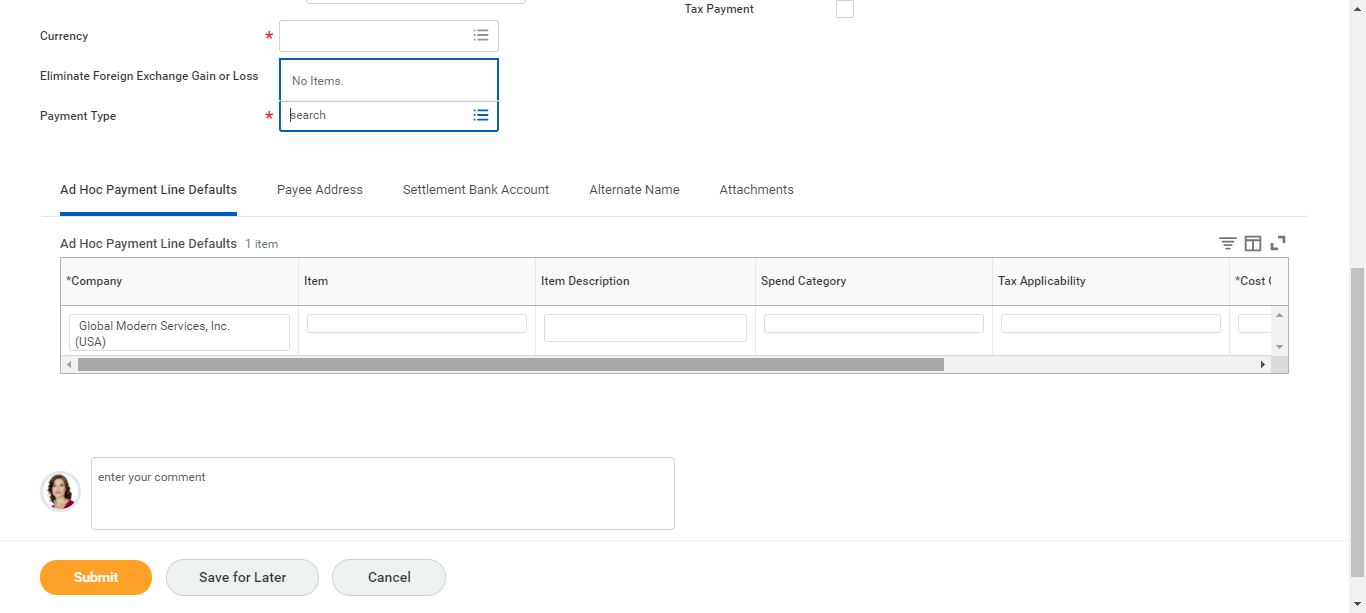 Tax Payment
Currency *
Eliminate Foreign Exchange Gain or Loss
No Items.
Payment Type * search
Ad Hoc Payment Line Defaults Payee Address Settlement Bank Account Alternate Name Attachments
Ad Hoc Payment Line Defaults 1 item
*Company Item Item Description Spend Category Tax Applicability *Cost C
Global Modern Services, Inc.
(USA)
enter your comment
Submit Save for Later Cancel